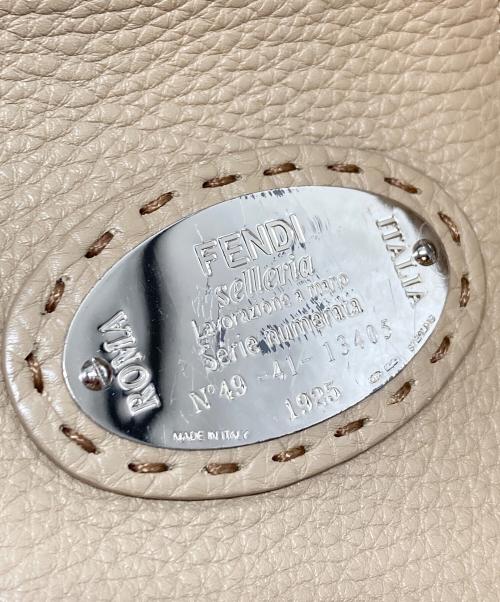 FENDI
selleria
Lavorazione a mano
Serie numerata
N° 49 -41- 13405
1925
ROMA
ITALIA
MADE IN ITALY